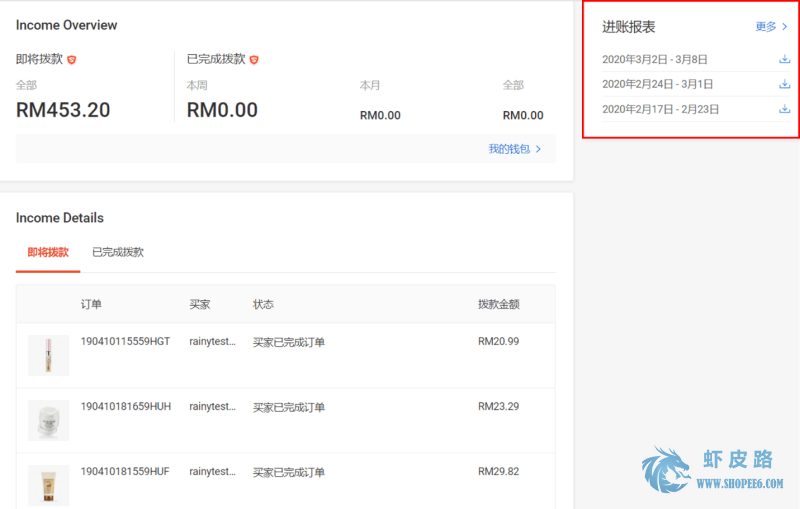 Income Overview
即将拨款
已完成拨款
全部
本周
本月
全部
RM453.20
RM0.00
RM0.00
RM0.00
我的钱包
进账报表
更多
2020年3月2日 - 3月8日
2020年2月24日 - 3月1日
2020年2月17日 - 2月23日
Income Details
即将拨款
已完成拨款
订单 买家 状态 拨款金额
190410115559HGT rainytest... 买家已完成订单 RM20.99
190410181659HUH rainytest... 买家已完成订单 RM23.29
190410181559HUF rainytest... 买家已完成订单 RM29.82
虾皮路
WWW.SHOPEE6.COM